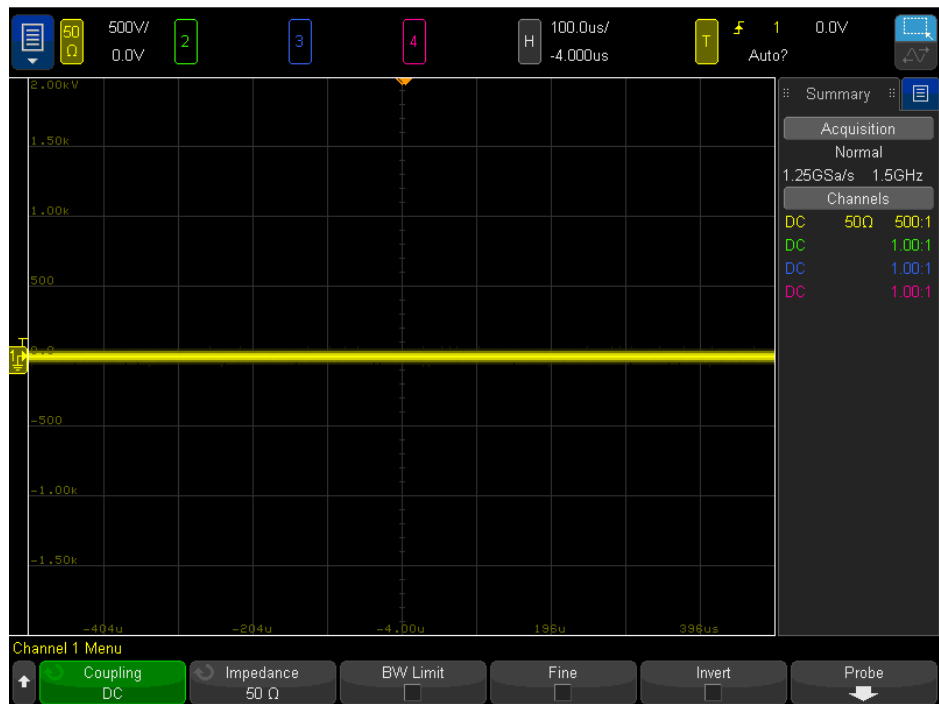 50 Ω 500V/ 0.0V
2
3
4
H 100.0us/ -4.000us
T 1 0.0V
Auto?
2.00kV
1.50k
1.00k
500
0.0
-500
-1.00k
-1.50k
-404u -204u -4.00u 196u 396us
T
1
Summary
Acquisition
Normal
1.25GSa/s 1.5GHz
Channels
DC 50Ω 500:1
DC 1.00:1
DC 1.00:1
DC 1.00:1
Channel 1 Menu
Coupling Impedance BW Limit Fine Invert Probe
DC 50 Ω